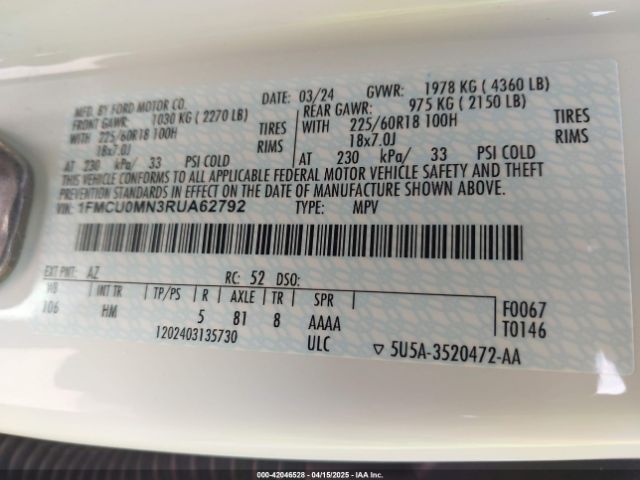 MFD. BY FORD MOTOR CO.
DATE: 03/24 GVWR: 1978 KG ( 4360 LB)
FRONT GAWR: 1030 KG ( 2270 LB) REAR GAWR: 975 KG ( 2150 LB)
WITH 225/60R18 100H TIRES WITH 225/60R18 100H TIRES
18x7.0J RIMS 18x7.0J RIMS
AT 230 kPa/ 33 PSI COLD AT 230 kPa/ 33 PSI COLD
THIS VEHICLE CONFORMS TO ALL APPLICABLE FEDERAL MOTOR VEHICLE SAFETY AND THEFT
PREVENTION STANDARDS IN EFFECT ON THE DATE OF MANUFACTURE SHOWN ABOVE.
VIN: 1FMCU0MN3RUA62792 TYPE: MPV
EXT PNT: AZ RC: 52 DSO:
WB INT TR TP/PS R AXLE TR SPR
106 HM 5 81 8 AAAA F0067
T0146
1202403135730 ULC ▽ 5U5A-3520472-AA
000-42046528 - 04/15/2025 - IAAI Inc.